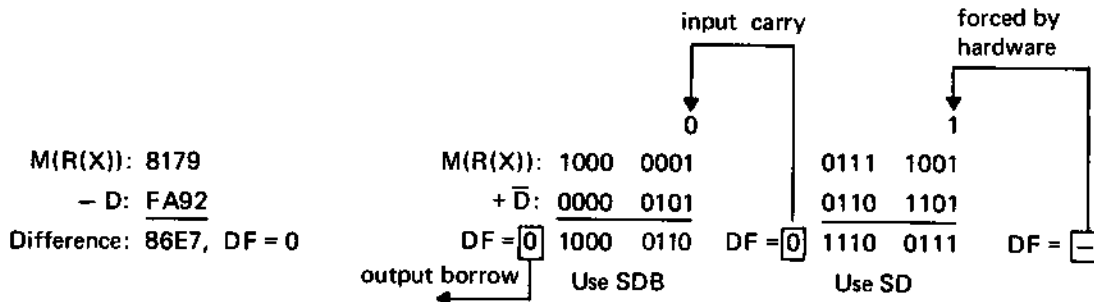 input carry
forced by
hardware
0 1
M(R(X)): 8179 M(R(X)): 1000 0001 0111 1001
– D: FA92 + D̅: 0000 0101 0110 1101
Difference: 86E7, DF = 0 DF = 0 1000 0110 DF = 0 1110 0111 DF = –
output borrow Use SDB Use SD